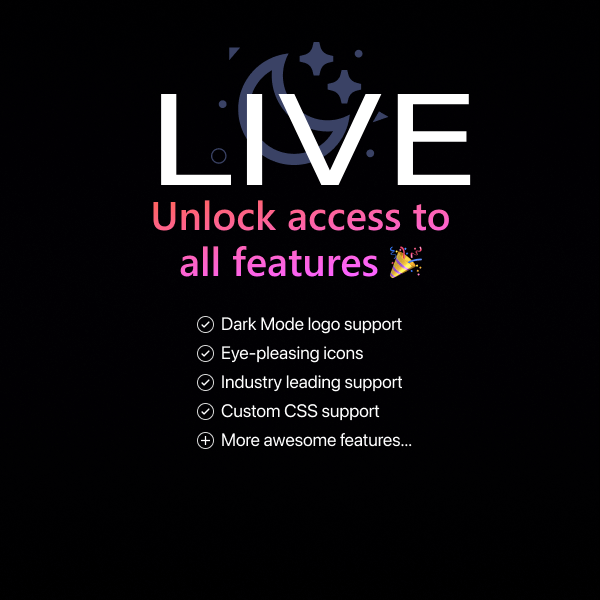 LIVE
Unlock access to
all features 🎉
Dark Mode logo support
Eye-pleasing icons
Industry leading support
Custom CSS support
More awesome features...